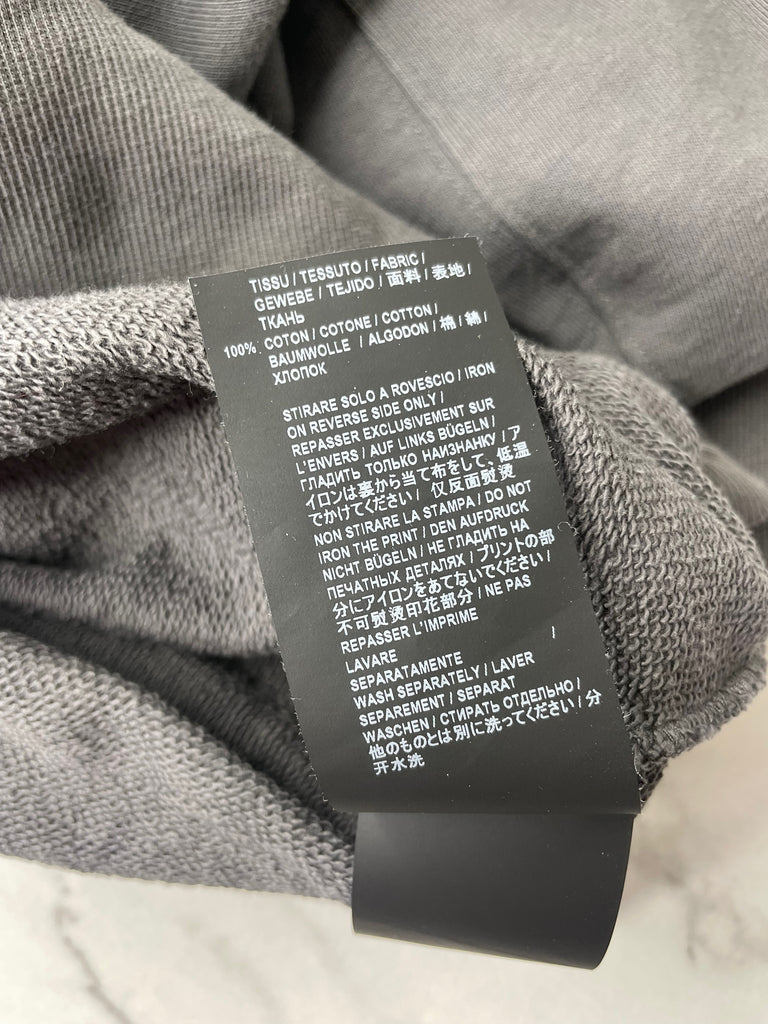 TISSU / TESSUTO / FABRIC /
GEWEBE / TEJIDO / 面料 / 表地 /
ТКАНЬ
100% COTON / COTONE / COTTON /
BAUMWOLLE / ALGODON / 棉 / 綿 /
ХЛОПОК
STIRARE SOLO A ROVESCIO / IRON
ON REVERSE SIDE ONLY /
REPASSER EXCLUSIVEMENT SUR
L'ENVERS / AUF LINKS BÜGELN /
ГЛАДИТЬ ТОЛЬКО НАИЗНАНКУ / ア
イロンは裏から当て布をして、低温
でかけてください / 仅反面熨烫
NON STIRARE LA STAMPA / DO NOT
IRON THE PRINT / DEN AUFDRUCK
NICHT BÜGELN / НЕ ГЛАДИТЬ НА
ПЕЧАТНЫХ ДЕТАЛЯХ / プリントの部
分にアイロンをあてないでください /
不可熨烫印花部分 / NE PAS
REPASSER L'IMPRIME
LAVARE /
SEPARATAMENTE
WASH SEPARATELY / LAVER
SEPAREMENT / SEPARAT
WASCHEN / СТИРАТЬ ОТДЕЛЬНО /
他のものとは別に洗ってください / 分
开水洗